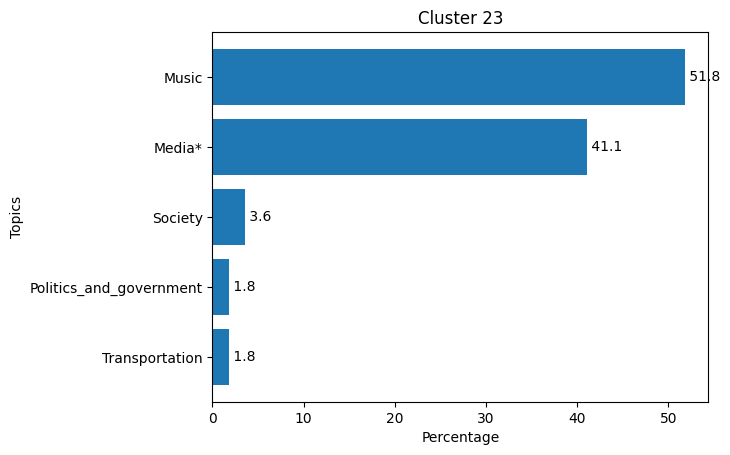 Cluster 23
Music
51.8
Media*
41.1
Society
3.6
Politics_and_government
1.8
Transportation
1.8
Topics
0
10
20
30
40
50
Percentage